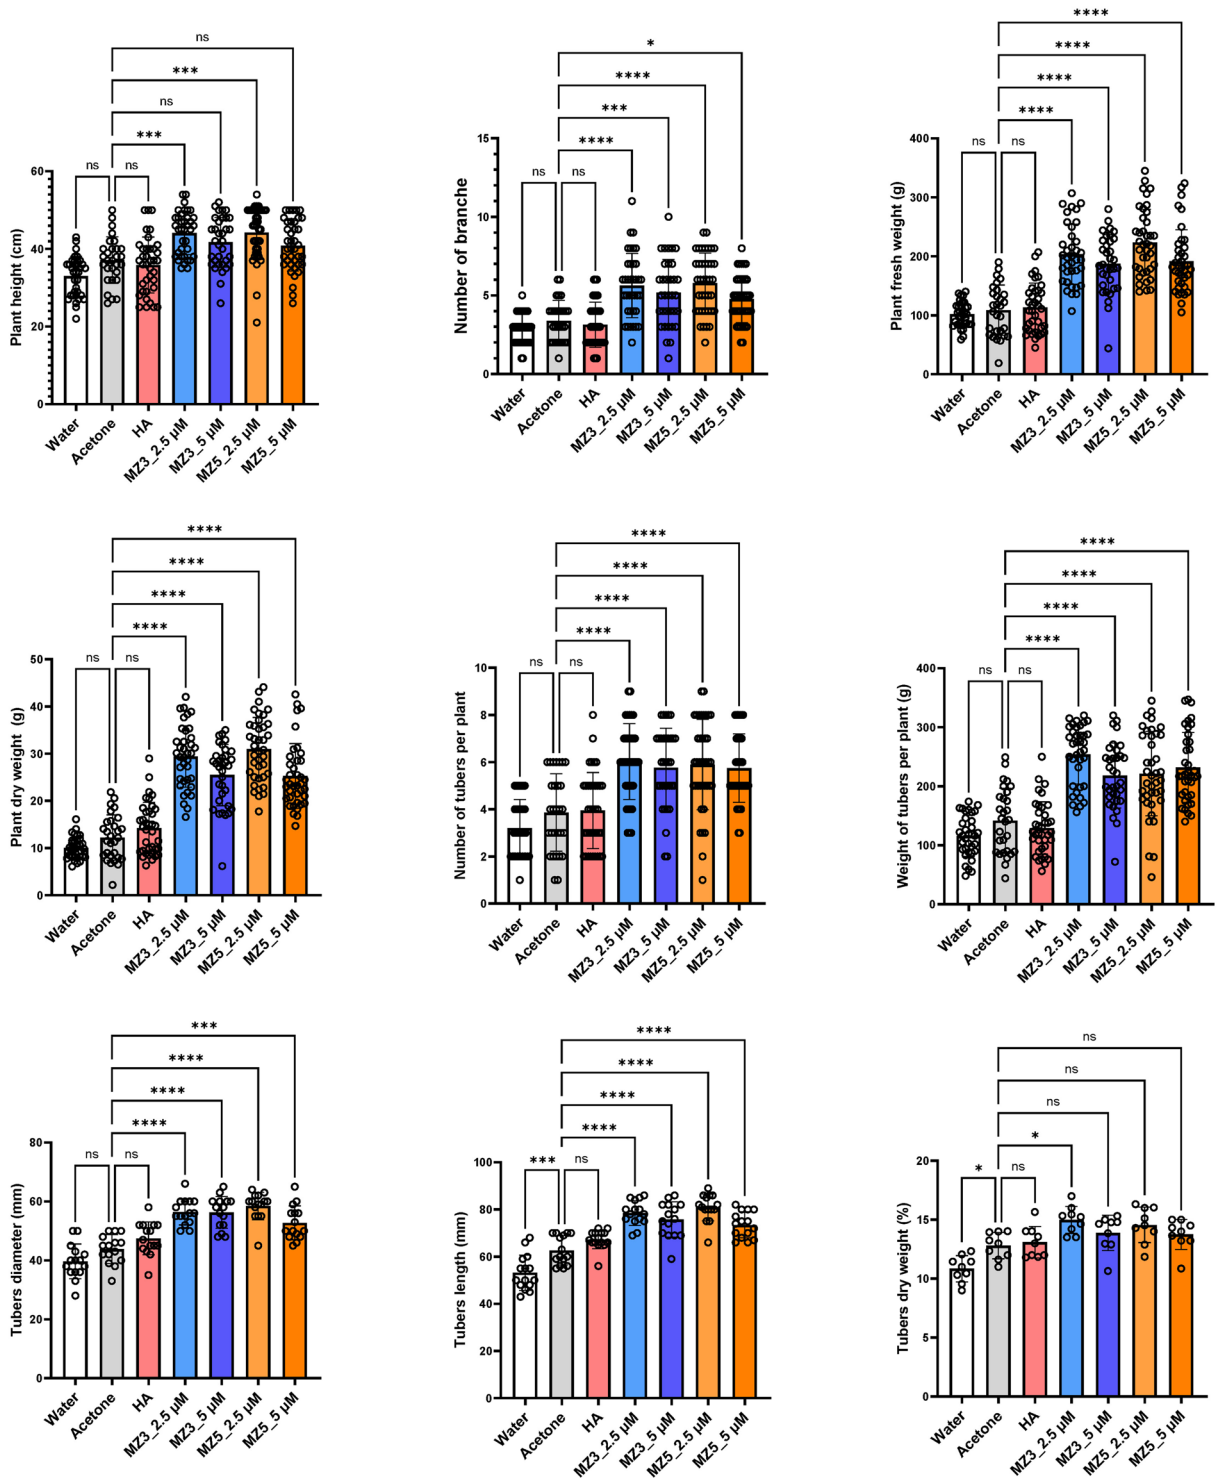 ns
***
ns
***
ns
ns
Plant height (cm)
60
40
20
0
Water
Acetone
HA
MZ3_2.5 µM
MZ3_5 µM
MZ5_2.5 µM
MZ5_5 µM
*
****
***
****
ns
ns
Number of branche
15
10
5
0
Water
Acetone
HA
MZ3_2.5 µM
MZ3_5 µM
MZ5_2.5 µM
MZ5_5 µM
****
****
****
****
ns
ns
Plant fresh weight (g)
400
300
200
100
0
Water
Acetone
HA
MZ3_2.5 µM
MZ3_5 µM
MZ5_2.5 µM
MZ5_5 µM
****
****
****
****
ns
ns
Plant dry weight (g)
50
40
30
20
10
0
Water
Acetone
HA
MZ3_2.5 µM
MZ3_5 µM
MZ5_2.5 µM
MZ5_5 µM
****
****
****
****
ns
ns
Number of tubers per plant
10
8
6
4
2
0
Water
Acetone
HA
MZ3_2.5 µM
MZ3_5 µM
MZ5_2.5 µM
MZ5_5 µM
****
****
****
****
ns
ns
Weight of tubers per plant (g)
400
300
200
100
0
Water
Acetone
HA
MZ3_2.5 µM
MZ3_5 µM
MZ5_2.5 µM
MZ5_5 µM
***
****
****
****
ns
ns
Tubers diameter (mm)
80
60
40
20
0
Water
Acetone
HA
MZ3_2.5 µM
MZ3_5 µM
MZ5_2.5 µM
MZ5_5 µM
****
****
****
****
***
ns
Tubers length (mm)
100
80
60
40
20
0
Water
Acetone
HA
MZ3_2.5 µM
MZ3_5 µM
MZ5_2.5 µM
MZ5_5 µM
ns
ns
ns
*
*
ns
Tubers dry weight (%)
20
15
10
5
0
Water
Acetone
HA
MZ3_2.5 µM
MZ3_5 µM
MZ5_2.5 µM
MZ5_5 µM